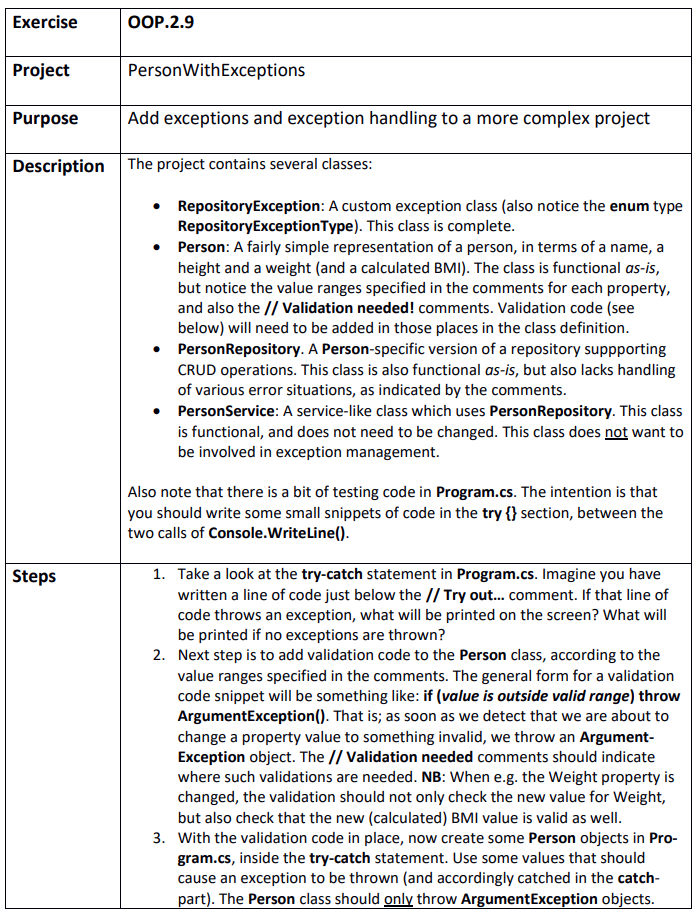 Exercise OOP.2.9
Project PersonWithExceptions
Purpose Add exceptions and exception handling to a more complex project
Description The project contains several classes:
• RepositoryException: A custom exception class (also notice the enum type
RepositoryExceptionType). This class is complete.
• Person: A fairly simple representation of a person, in terms of a name, a
height and a weight (and a calculated BMI). The class is functional as-is,
but notice the value ranges specified in the comments for each property,
and also the // Validation needed! comments. Validation code (see
below) will need to be added in those places in the class definition.
• PersonRepository. A Person-specific version of a repository suppporting
CRUD operations. This class is also functional as-is, but also lacks handling
of various error situations, as indicated by the comments.
• PersonService: A service-like class which uses PersonRepository. This class
is functional, and does not need to be changed. This class does not want to
be involved in exception management.
Also note that there is a bit of testing code in Program.cs. The intention is that
you should write some small snippets of code in the try {} section, between the
two calls of Console.WriteLine().
Steps 1. Take a look at the try-catch statement in Program.cs. Imagine you have
written a line of code just below the // Try out... comment. If that line of
code throws an exception, what will be printed on the screen? What will
be printed if no exceptions are thrown?
2. Next step is to add validation code to the Person class, according to the
value ranges specified in the comments. The general form for a validation
code snippet will be something like: if (value is outside valid range) throw
ArgumentException(). That is; as soon as we detect that we are about to
change a property value to something invalid, we throw an Argument-
Exception object. The // Validation needed comments should indicate
where such validations are needed. NB: When e.g. the Weight property is
changed, the validation should not only check the new value for Weight,
but also check that the new (calculated) BMI value is valid as well.
3. With the validation code in place, now create some Person objects in Pro-
gram.cs, inside the try-catch statement. Use some values that should
cause an exception to be thrown (and accordingly catched in the catch-
part). The Person class should only throw ArgumentException objects.